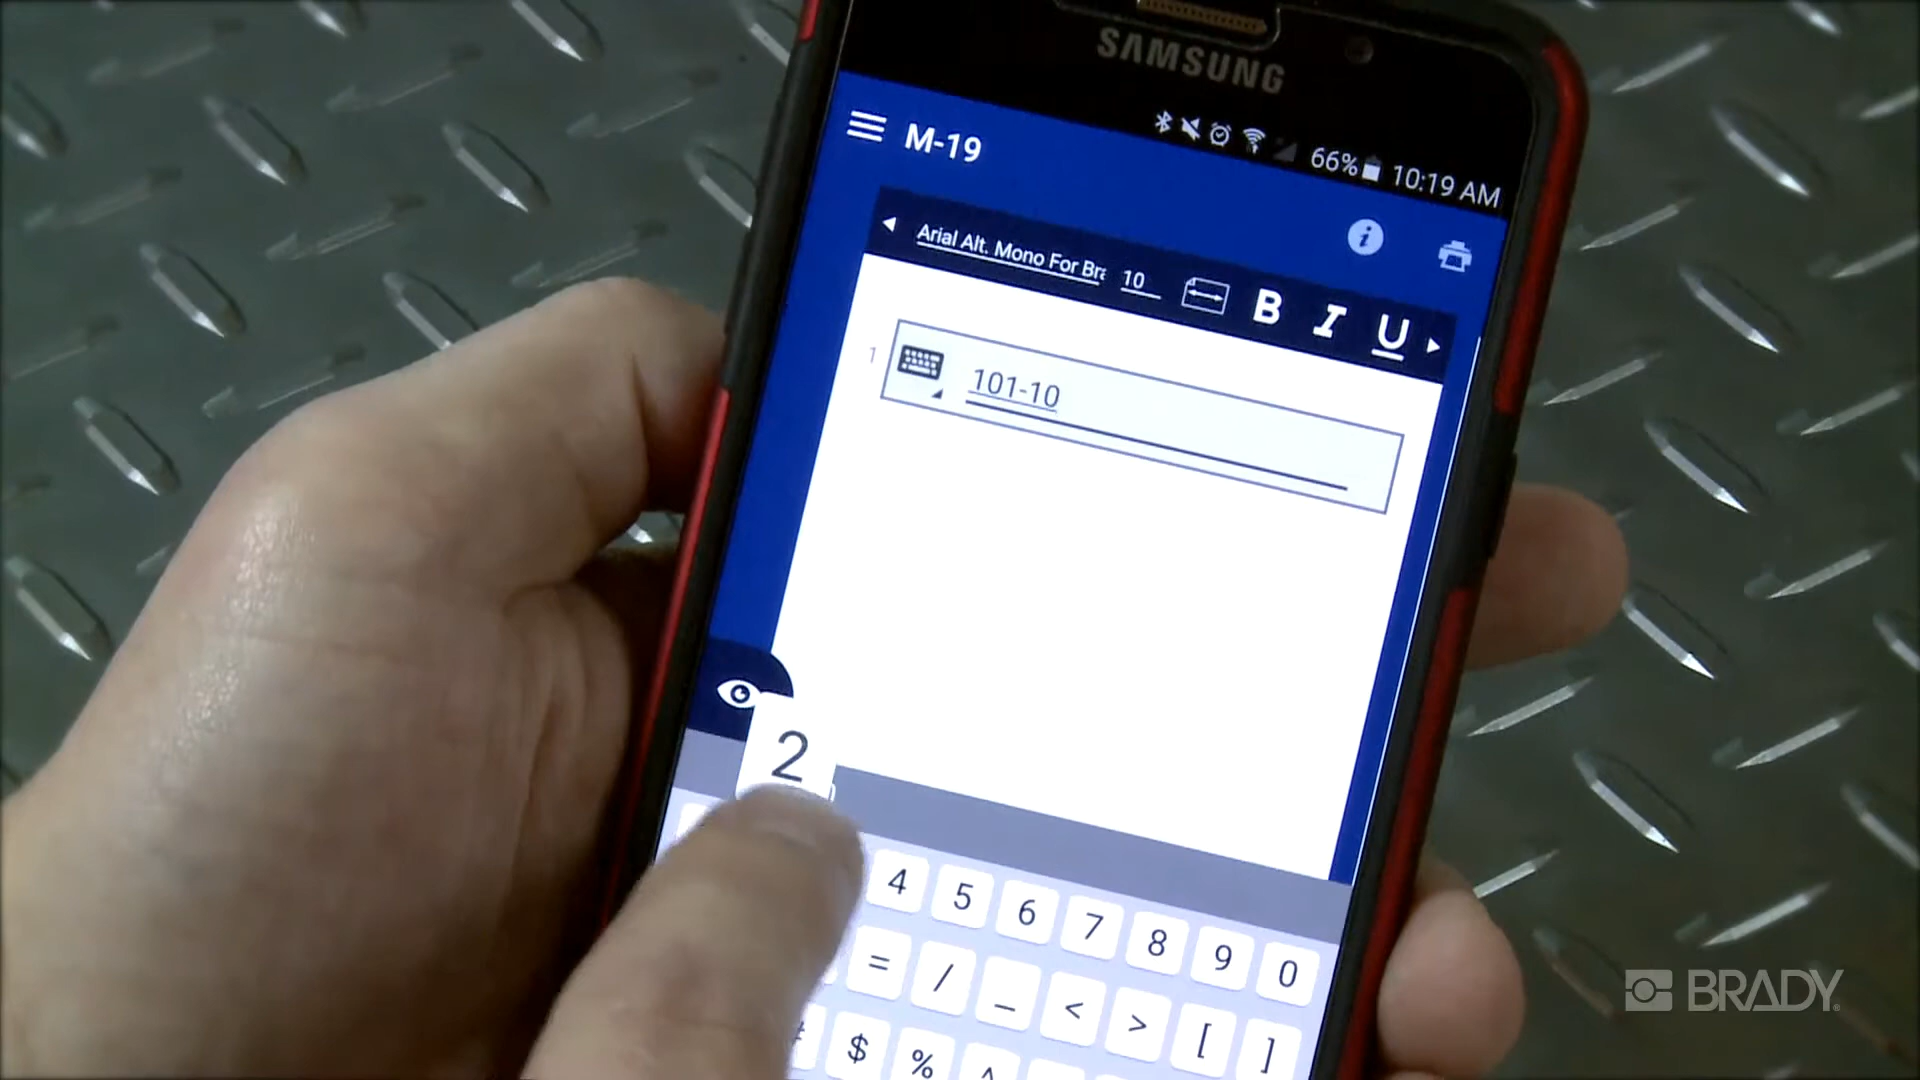 SAMSUNG
66% 10:19 AM
M-19
Arial Alt. Mono For Bra 10 B I U
1 101-10
2
4 5 6 7 8 9 0
= / _ < > [ ]
$ % ^
BRADY